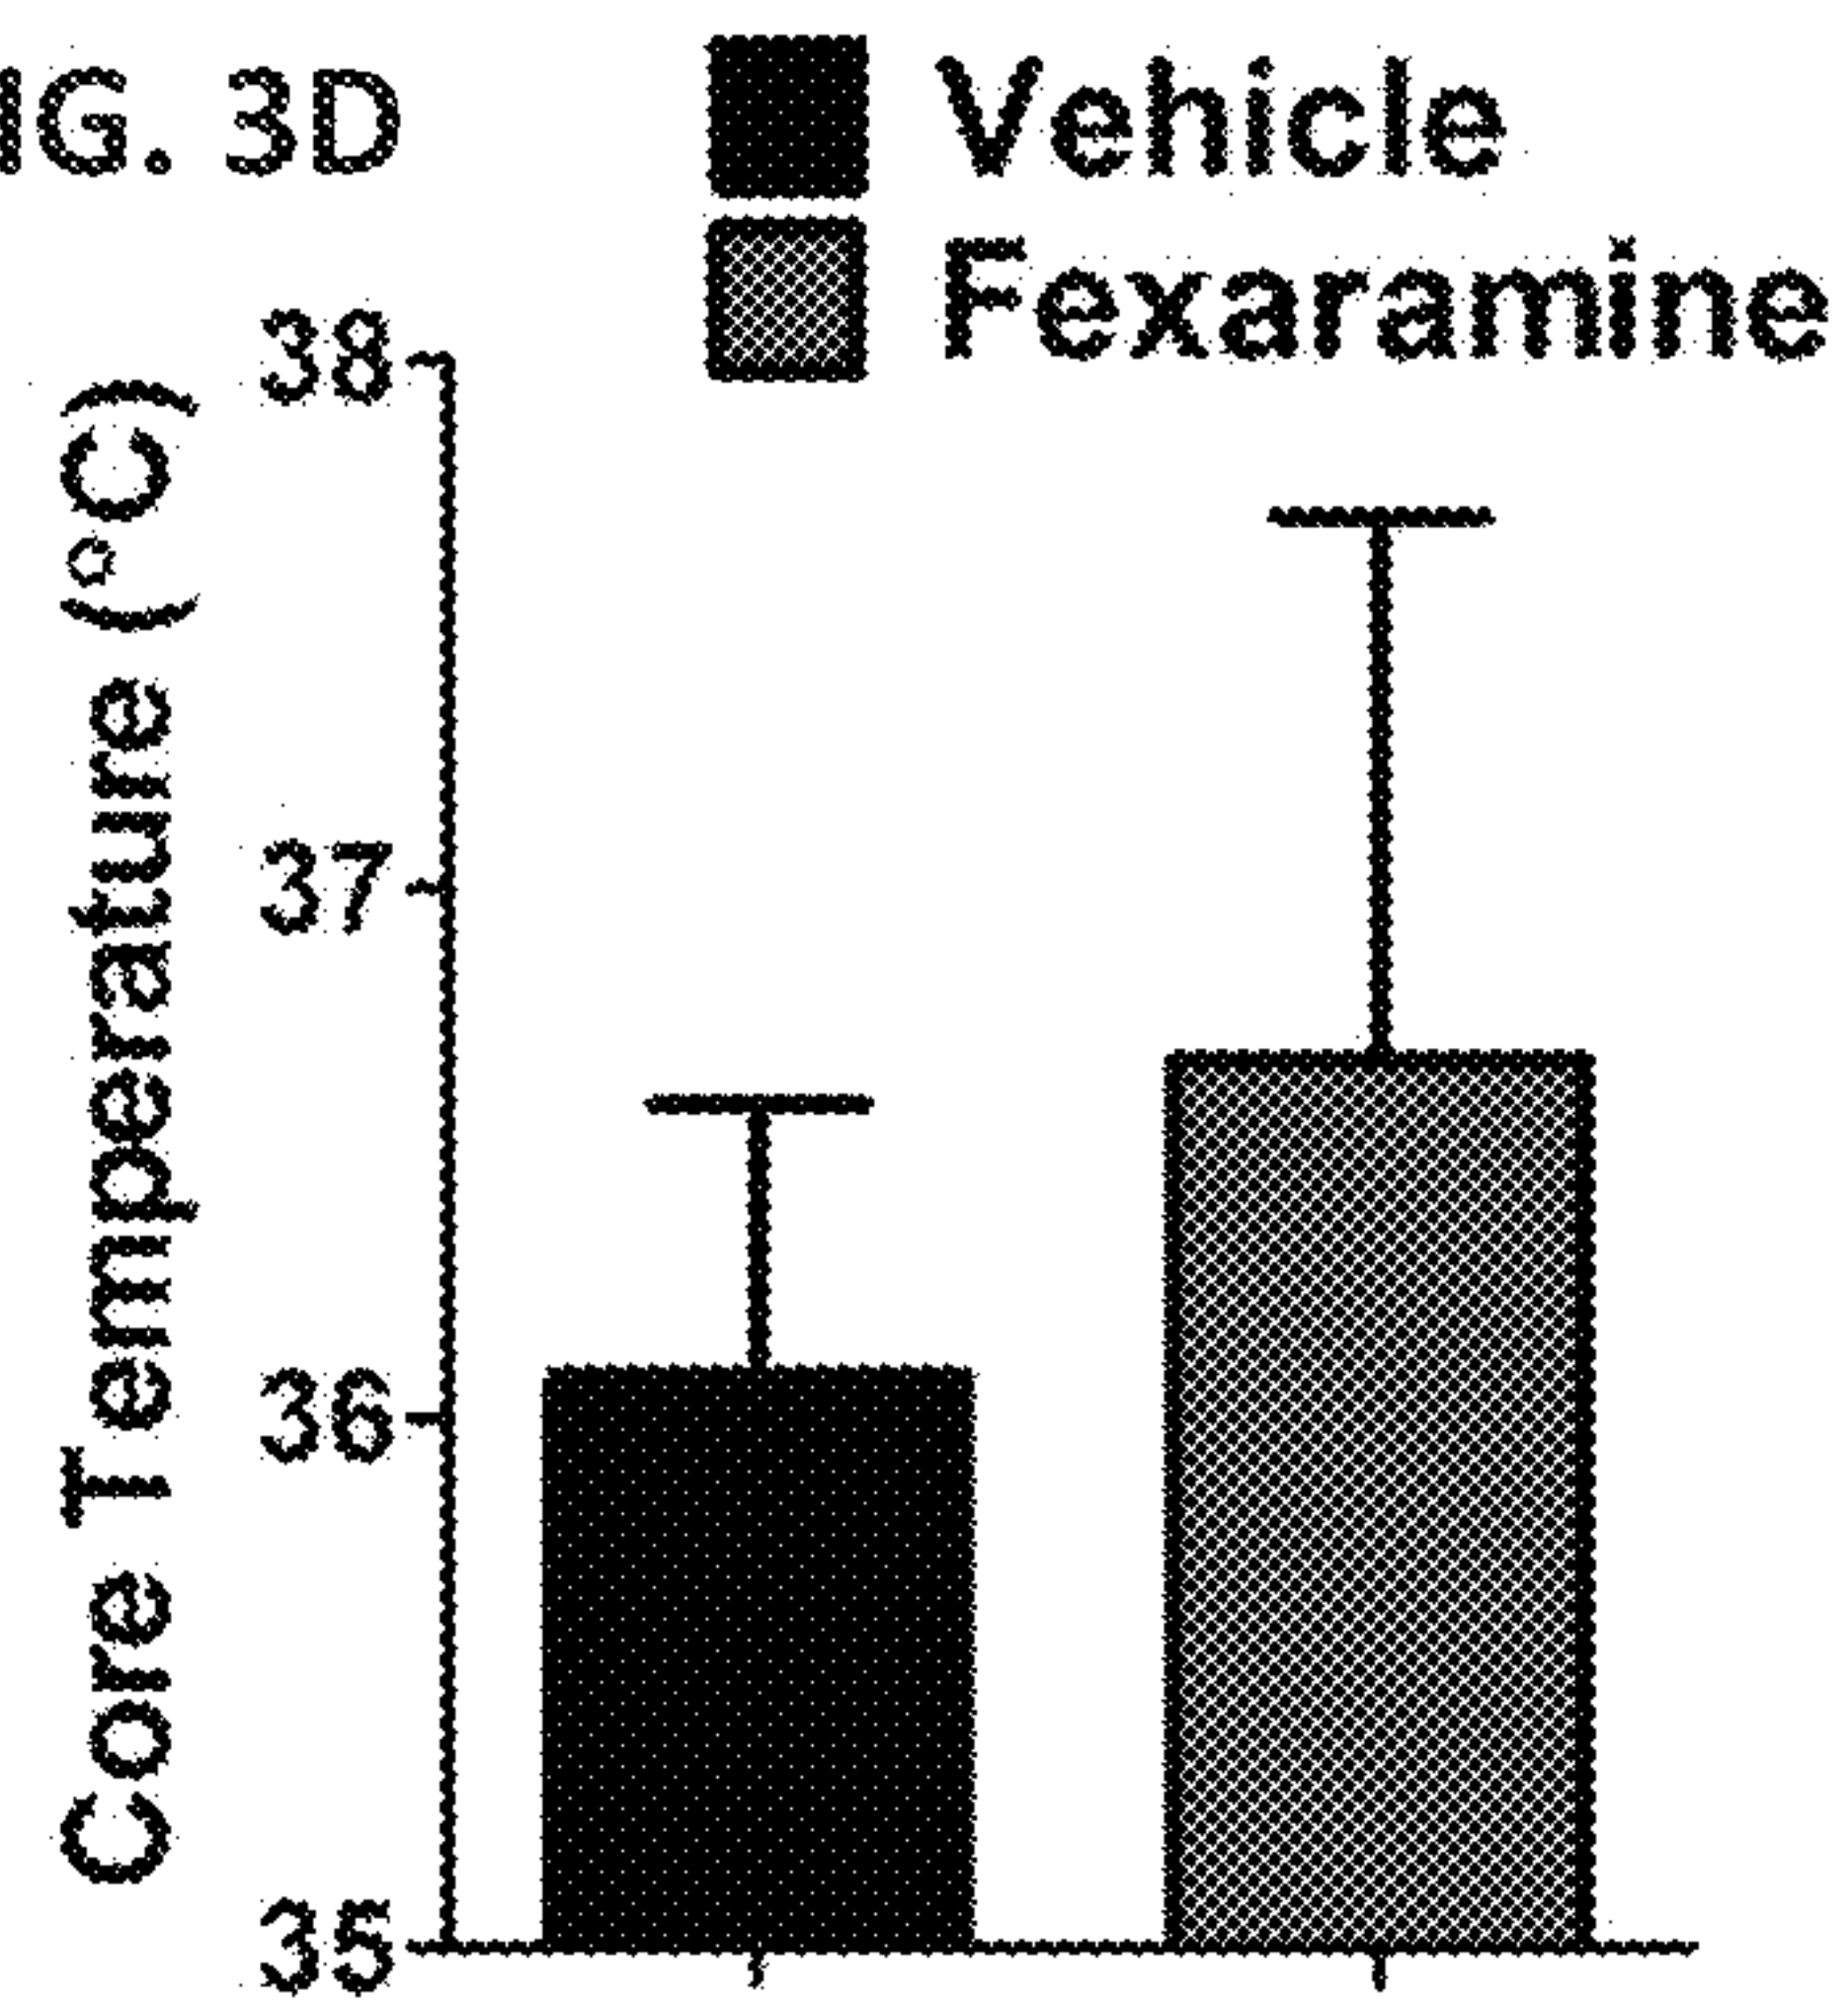 IG. 3D
Vehicle
Fexaramine
Core Temperature (°C)
38
37
36
35